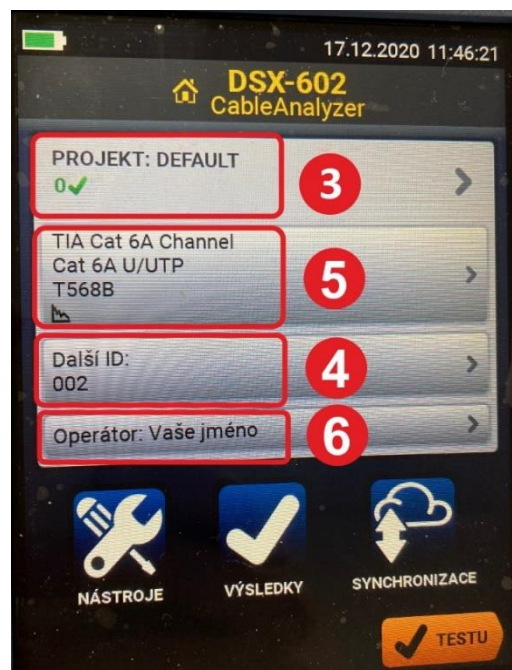 17.12.2020 11:46:21
DSX-602
CableAnalyzer
PROJEKT: DEFAULT
0✓
3
TIA Cat 6A Channel
Cat 6A U/UTP
T568B
5
Další ID:
002
4
Operátor: Vaše jméno
6
NÁSTROJE
VÝSLEDKY
SYNCHRONIZACE
TESTU